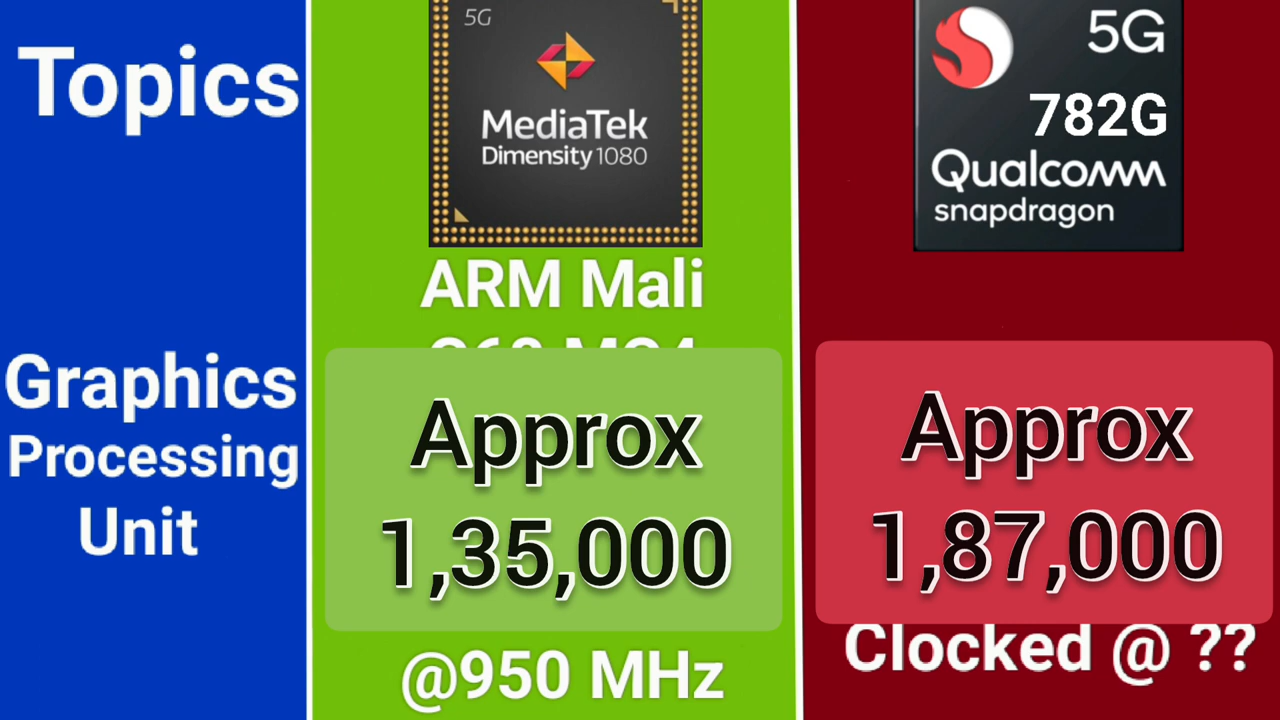 Topics
5G
MediaTek
Dimensity 1080
5G
782G
Qualcomm
snapdragon
Graphics
Processing
Unit
ARM Mali
Approx
1,35,000
@950 MHz
Approx
1,87,000
Clocked @ ??